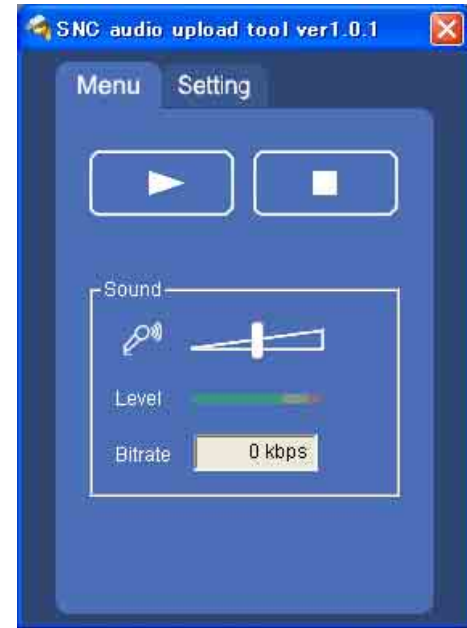 SNC audio upload tool ver1.0.1
Menu Setting
Sound
Level
Bitrate 0 kbps